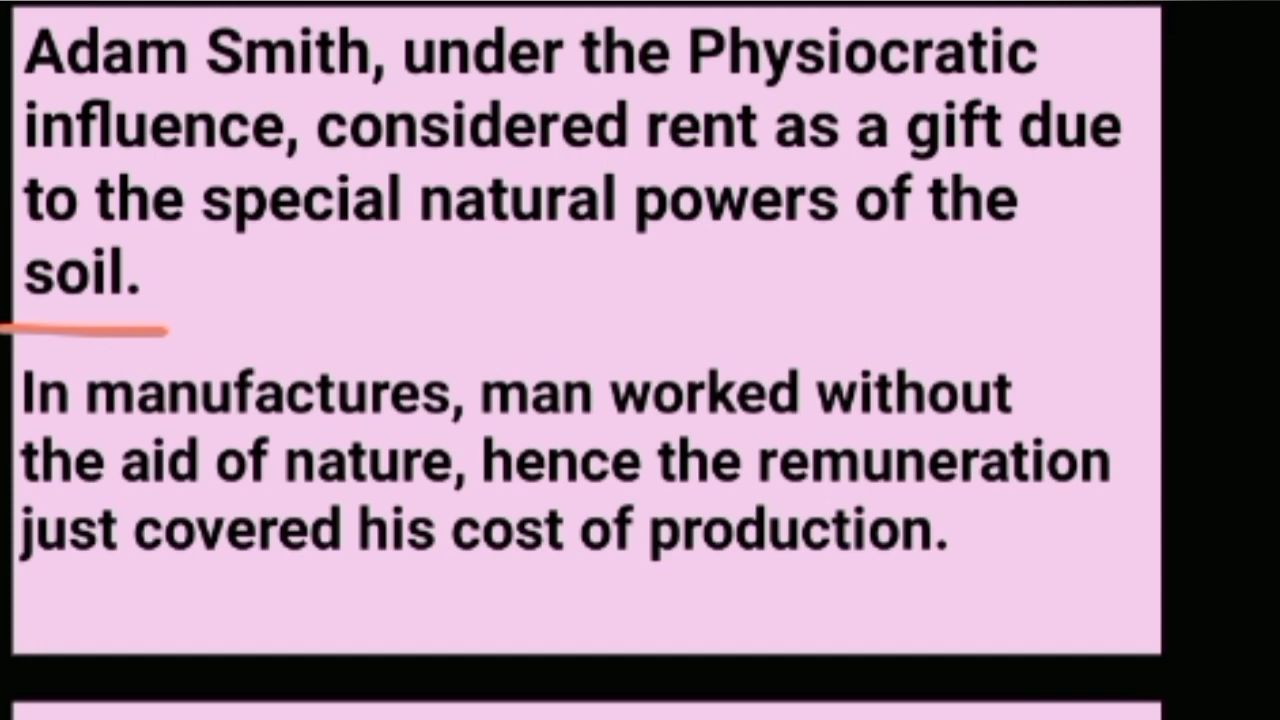 Adam Smith, under the Physiocratic
influence, considered rent as a gift due
to the special natural powers of the
soil.
In manufactures, man worked without
the aid of nature, hence the remuneration
just covered his cost of production.